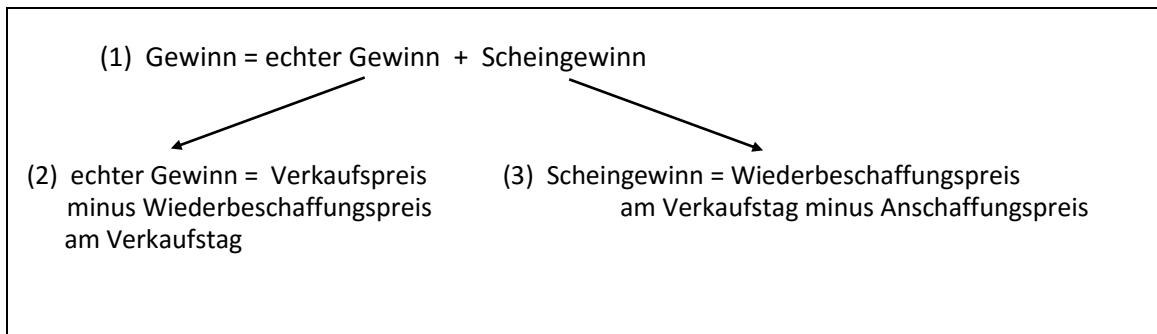 (1) Gewinn = echter Gewinn + Scheingewinn
(2) echter Gewinn = Verkaufspreis
minus Wiederbeschaffungspreis
am Verkaufstag
(3) Scheingewinn = Wiederbeschaffungspreis
am Verkaufstag minus Anschaffungspreis